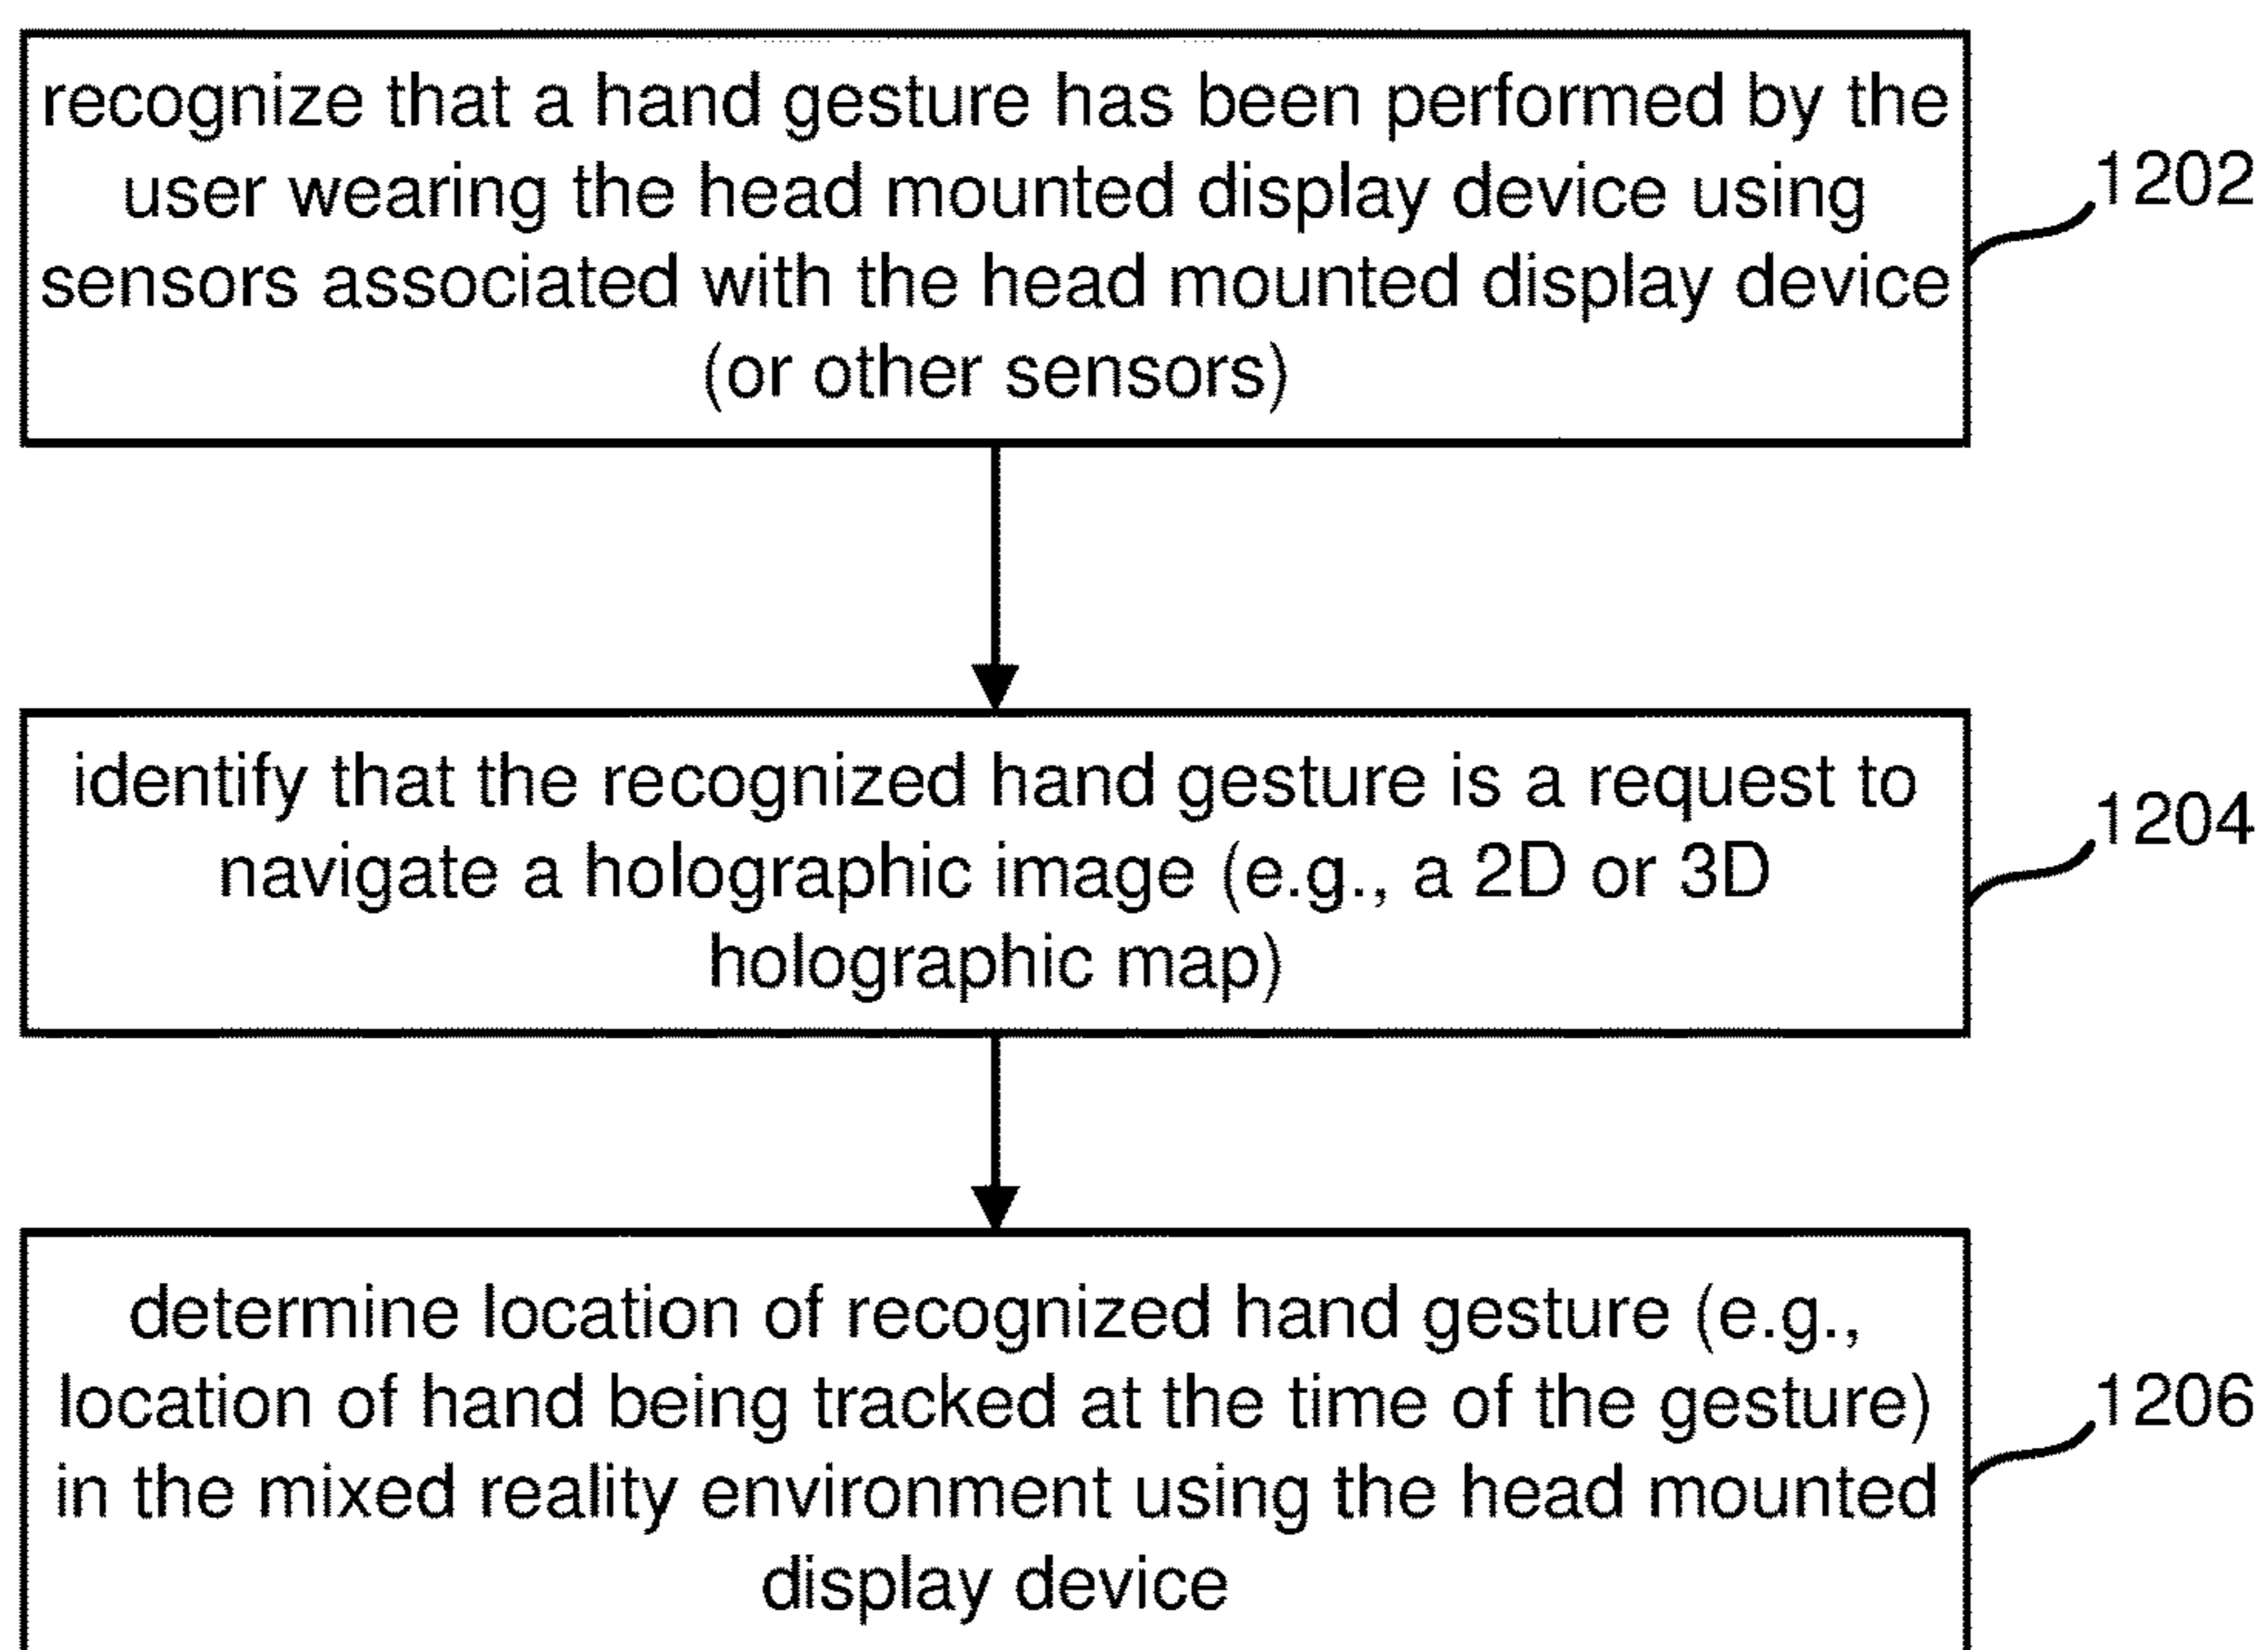 recognize that a hand gesture has been performed by the
user wearing the head mounted display device using
sensors associated with the head mounted display device
(or other sensors)
1202
identify that the recognized hand gesture is a request to
navigate a holographic image (e.g., a 2D or 3D
holographic map)
1204
determine location of recognized hand gesture (e.g.,
location of hand being tracked at the time of the gesture)
in the mixed reality environment using the head mounted
display device
1206